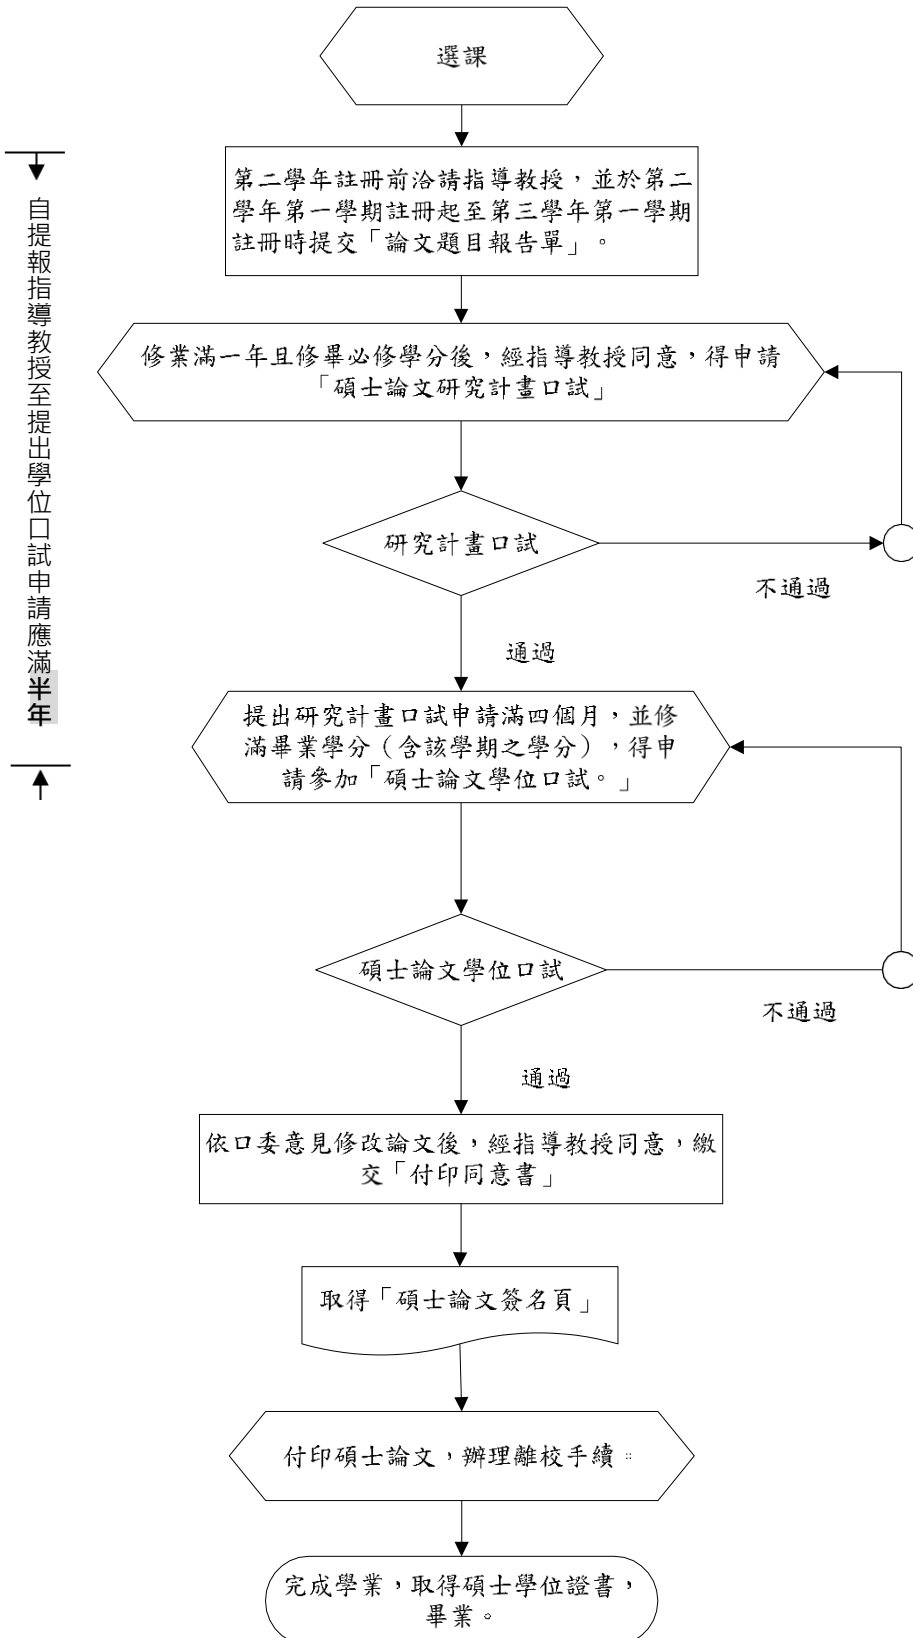 選課
第二學年註冊前洽請指導教授，並於第二
學年第一學期註冊起至第三學年第一學期
註冊時提交「論文題目報告單」。
自提報指導教授至提出學位口試申請應滿半年
修業滿一年且修畢必修學分後，經指導教授同意，得申請
「碩士論文研究計畫口試」
研究計畫口試
不通過
通過
提出研究計畫口試申請滿四個月，並修
滿畢業學分（含該學期之學分），得申
請參加「碩士論文學位口試。」
碩士論文學位口試
不通過
通過
依口委意見修改論文後，經指導教授同意，繳
交「付印同意書」
取得「碩士論文簽名頁」
付印碩士論文，辦理離校手續。
完成學業，取得碩士學位證書，
畢業。